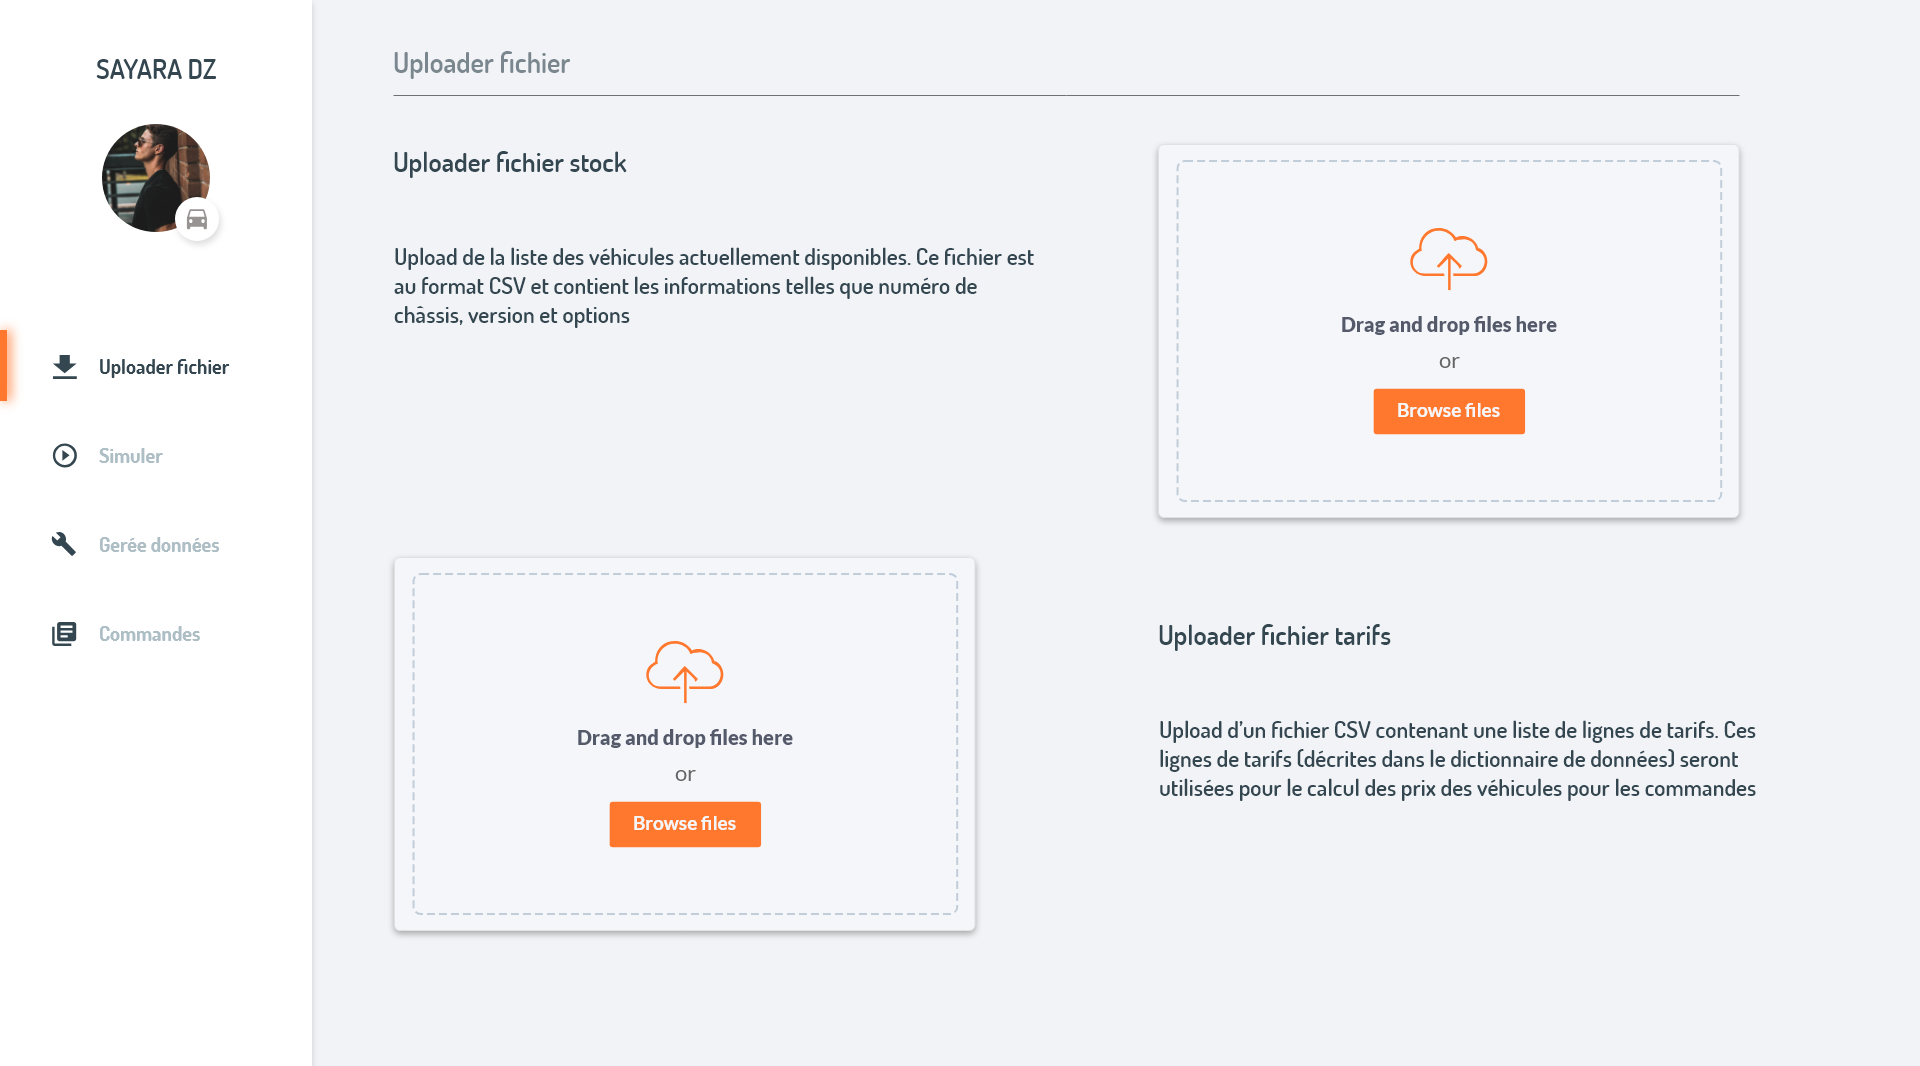 SAYARA DZ
Uploader fichier
Simuler
Gerée données
Commandes
Uploader fichier
Uploader fichier stock
Upload de la liste des véhicules actuellement disponibles. Ce fichier est
au format CSV et contient les informations telles que numéro de
châssis, version et options
Drag and drop files here
or
Browse files
Drag and drop files here
or
Browse files
Uploader fichier tarifs
Upload d’un fichier CSV contenant une liste de lignes de tarifs. Ces
lignes de tarifs (décrites dans le dictionnaire de données) seront
utilisées pour le calcul des prix des véhicules pour les commandes